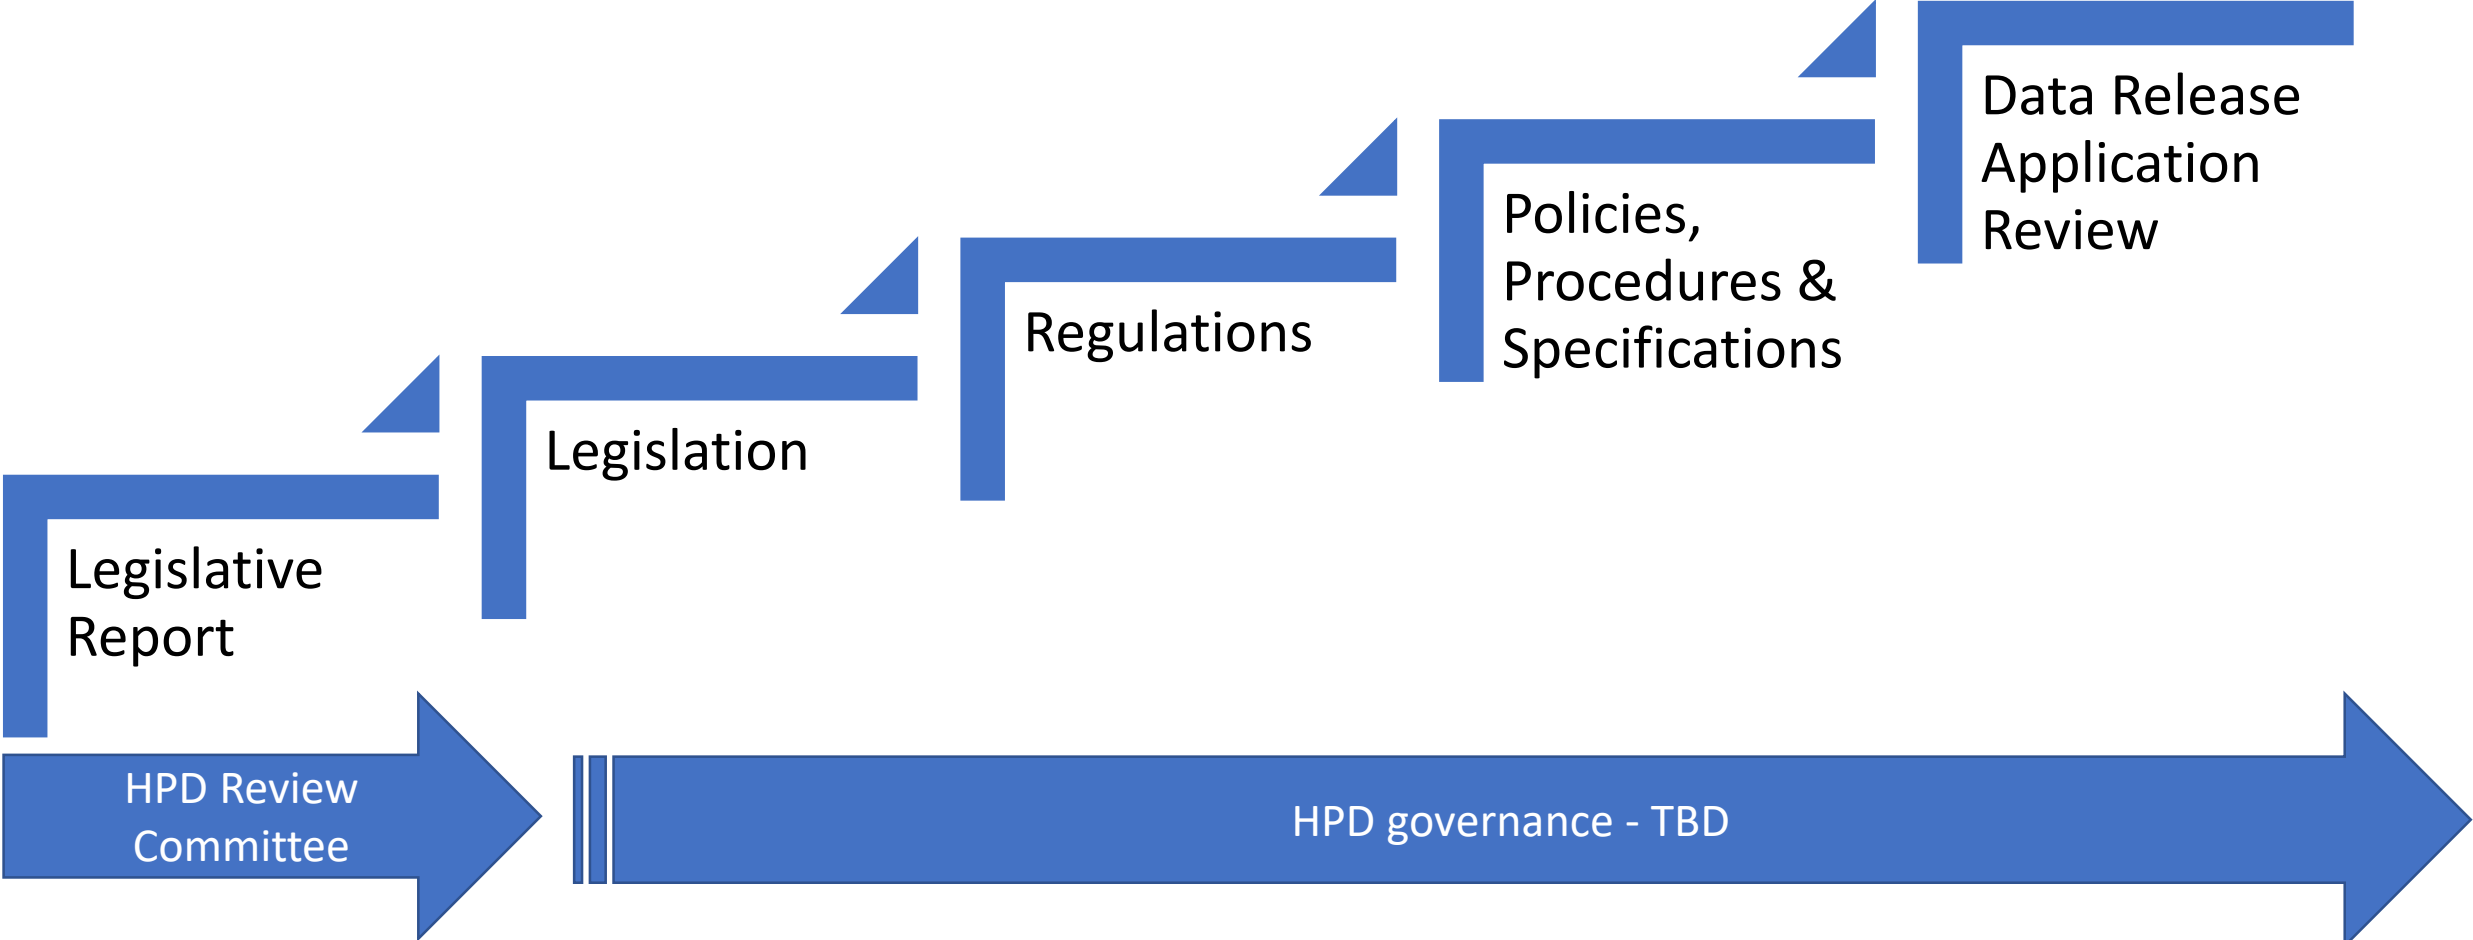 Legislative
Report
Legislation
Regulations
Policies,
Procedures &
Specifications
Data Release
Application
Review
HPD Review
Committee
HPD governance - TBD